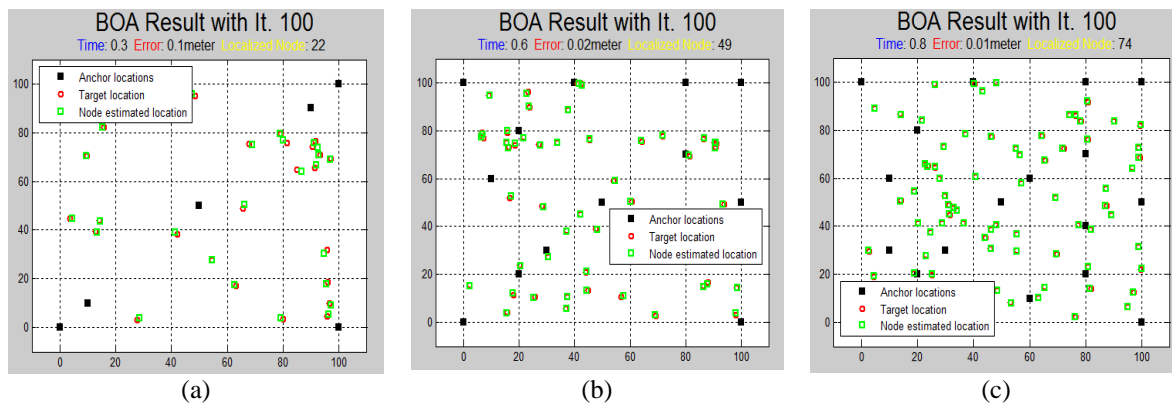 (a)
BOA Result with It. 100
Time: 0.3 Error: 0.1meter Localized Node: 22
Anchor locations
Target location
Node estimated location
100
80
60
40
20
0
0 20 40 60 80 100
(b)
BOA Result with It. 100
Time: 0.6 Error: 0.02meter Localized Node: 49
100
80
60
40
20
0
Anchor locations
Target location
Node estimated location
0 20 40 60 80 100
(c)
BOA Result with It. 100
Time: 0.8 Error: 0.01meter Localized Node: 74
100
80
60
40
20
0
Anchor locations
Target location
Node estimated location
0 20 40 60 80 100
(a)
(b)
(c)